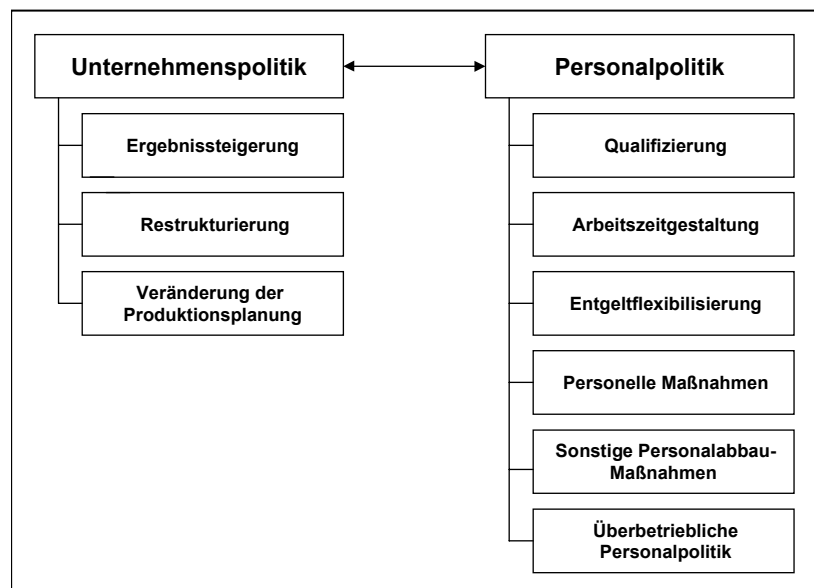 Unternehmenspolitik
Ergebnissteigerung
Restrukturierung
Veränderung der
Produktionsplanung
Personalpolitik
Qualifizierung
Arbeitszeitgestaltung
Entgeltflexibilisierung
Personelle Maßnahmen
Sonstige Personalabbau-
Maßnahmen
Überbetriebliche
Personalpolitik